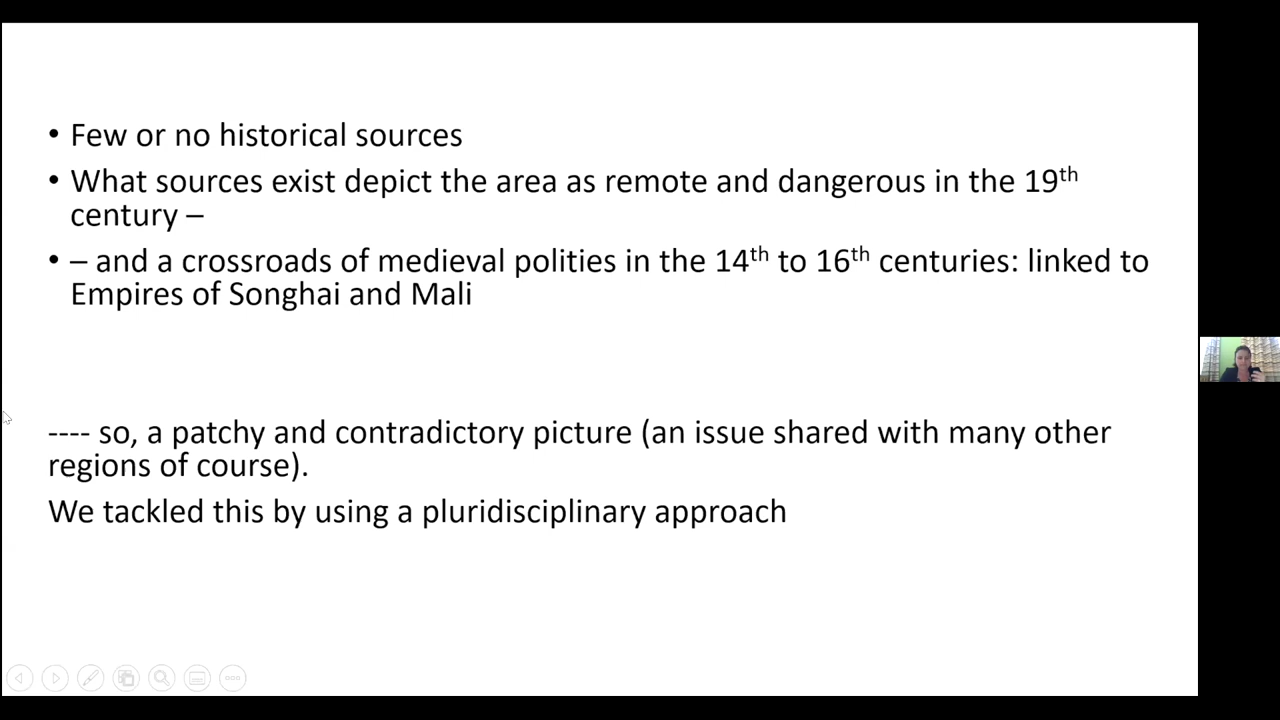 • Few or no historical sources
• What sources exist depict the area as remote and dangerous in the 19th
century –
• – and a crossroads of medieval polities in the 14th to 16th centuries: linked to
Empires of Songhai and Mali
---- so, a patchy and contradictory picture (an issue shared with many other
regions of course).
We tackled this by using a pluridisciplinary approach